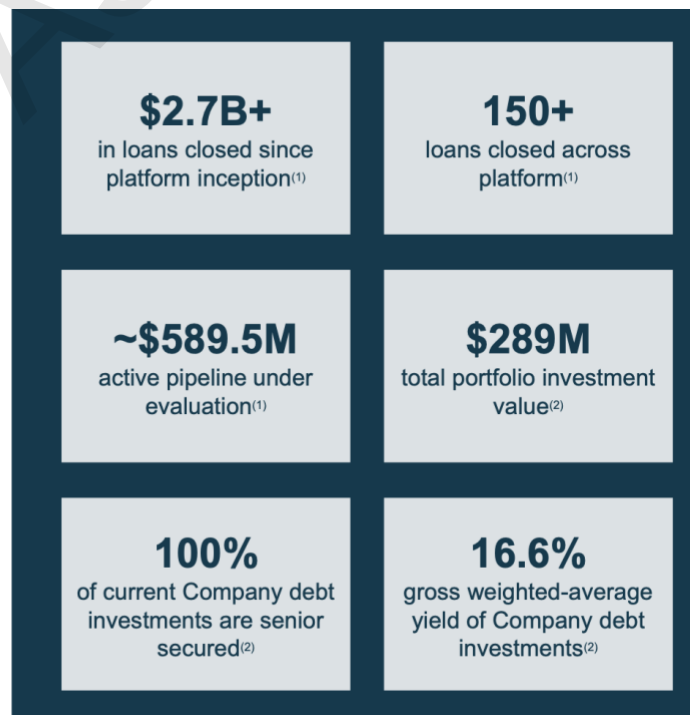 $2.7B+
in loans closed since
platform inception(1)
150+
loans closed across
platform(1)
~$589.5M
active pipeline under
evaluation(1)
$289M
total portfolio investment
value(2)
100%
of current Company debt
investments are senior
secured(2)
16.6%
gross weighted-average
yield of Company debt
investments(2)